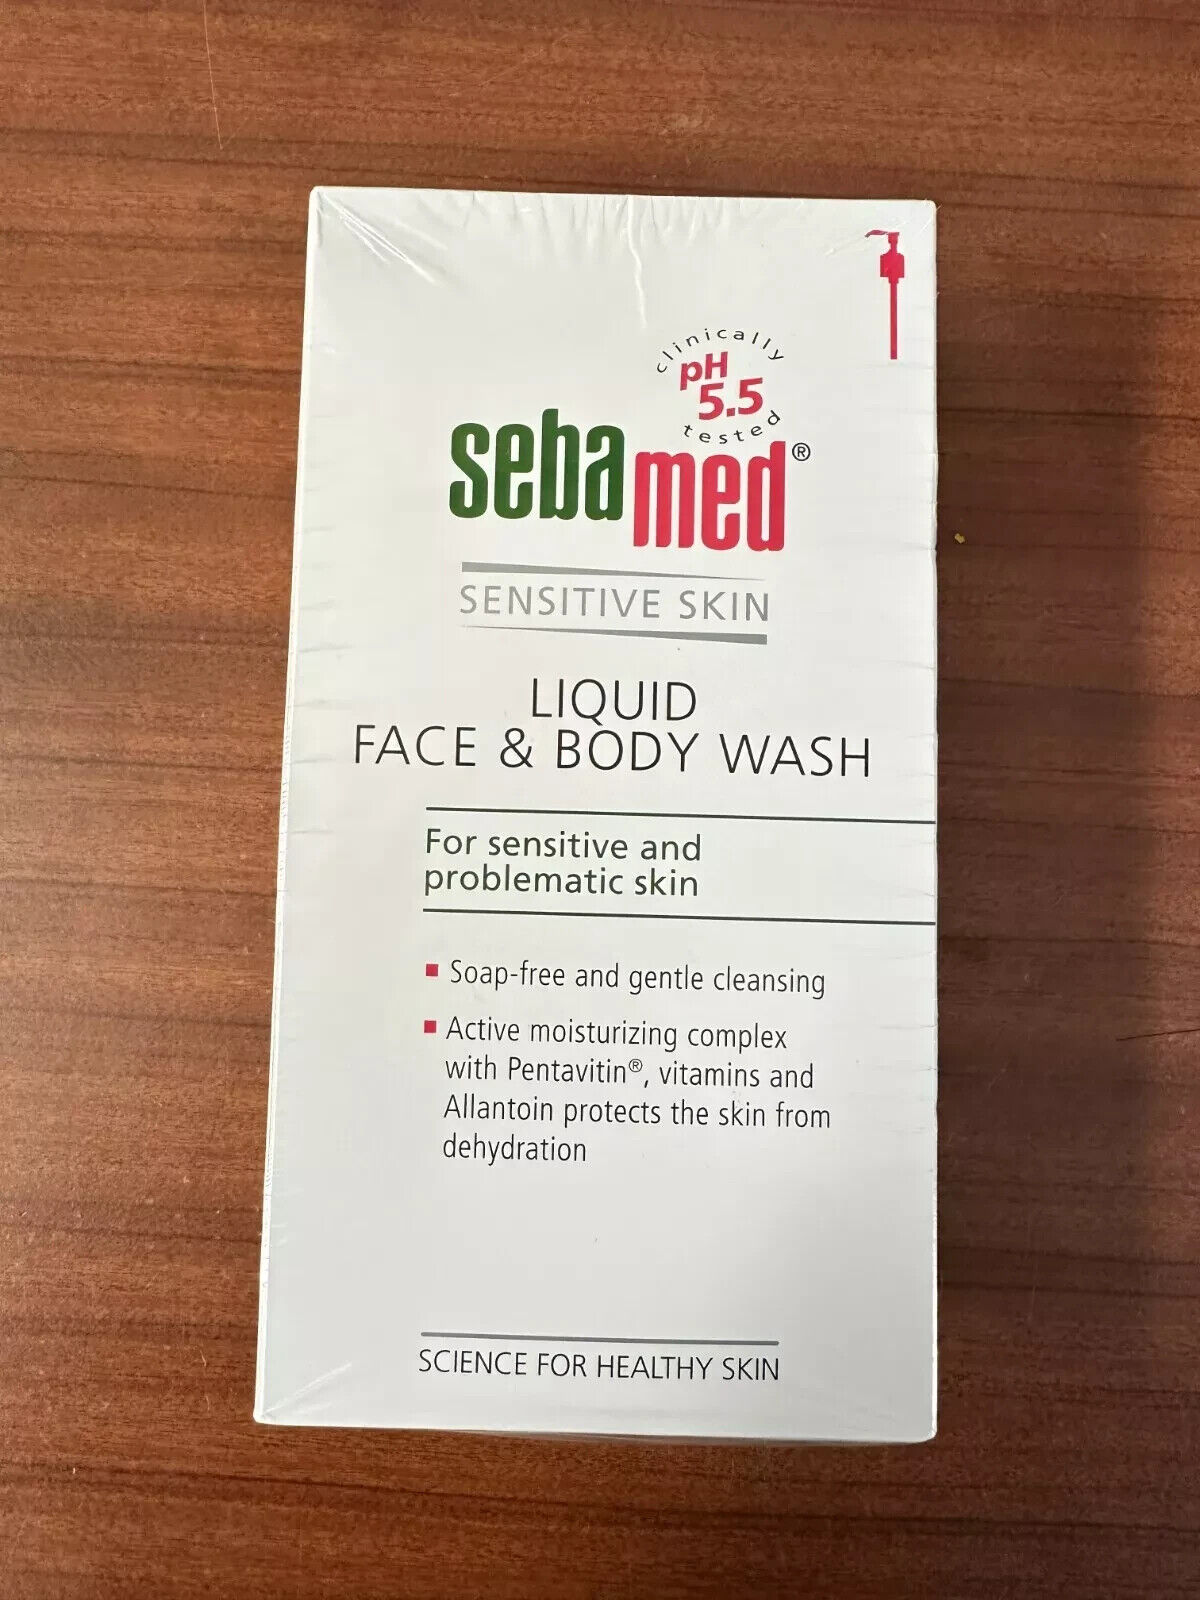 clinically
pH
5.5
tested
sebamed®
SENSITIVE SKIN
LIQUID
FACE & BODY WASH
For sensitive and
problematic skin
Soap-free and gentle cleansing
Active moisturizing complex
with Pentavitin®, vitamins and
Allantoin protects the skin from
dehydration
SCIENCE FOR HEALTHY SKIN